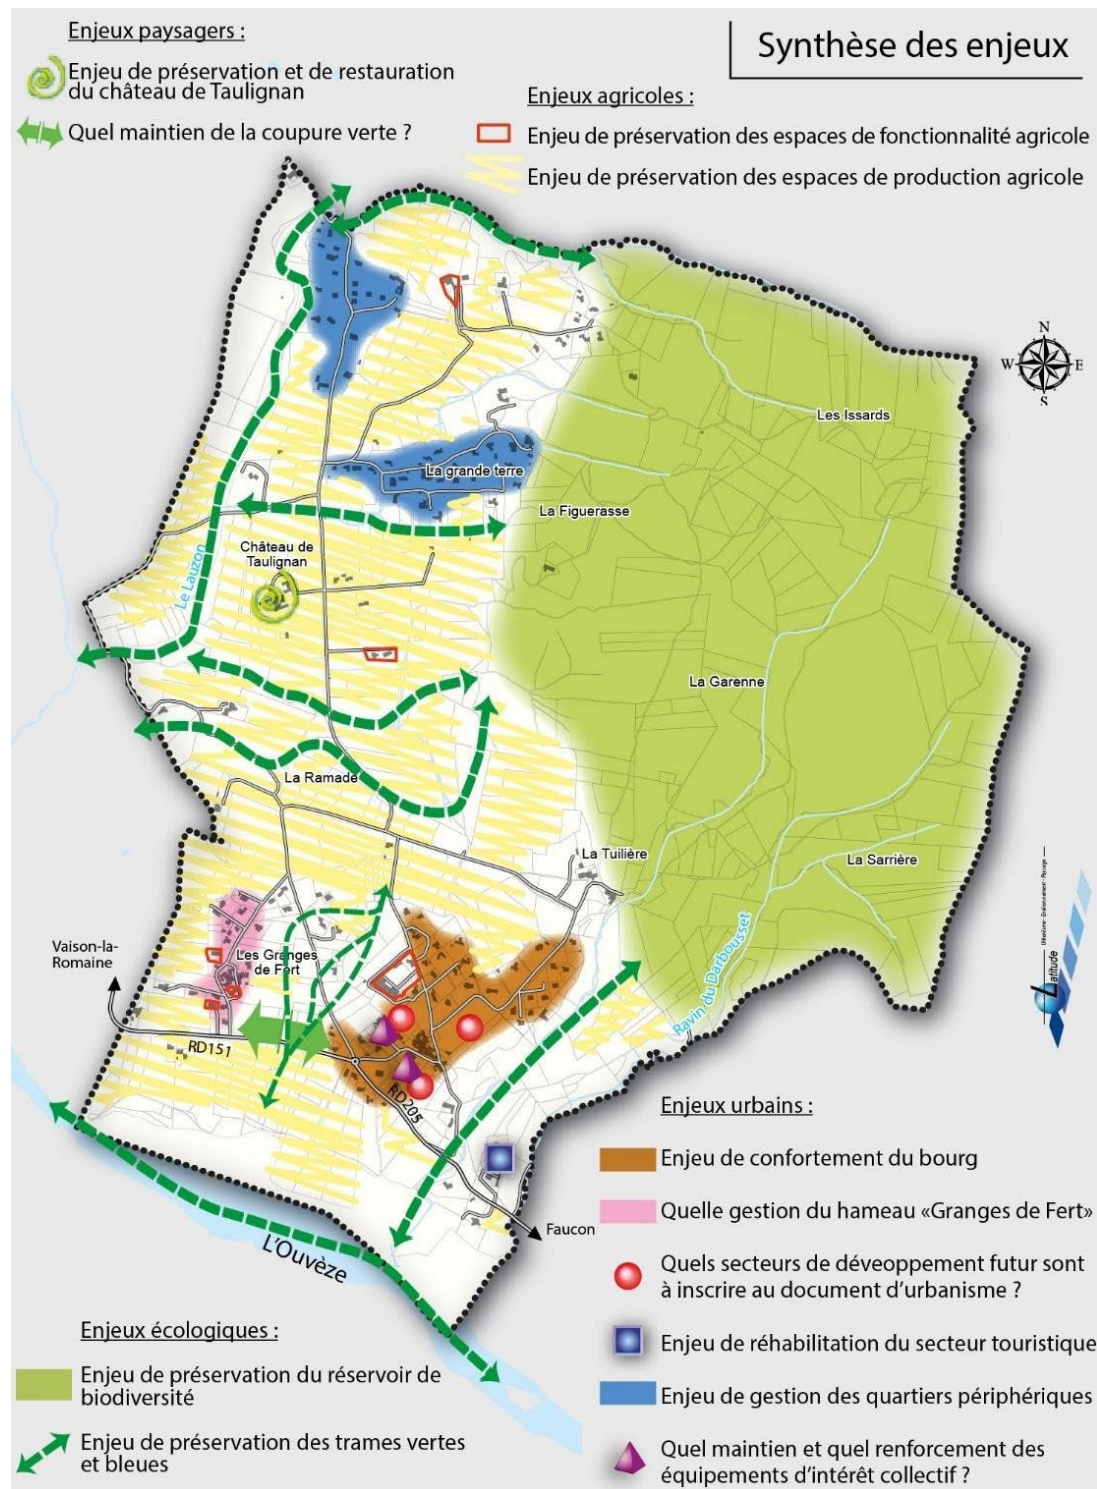 Enjeux paysagers :
Enjeu de préservation et de restauration
du château de Taulignan
Quel maintien de la coupure verte ?
Synthèse des enjeux
Enjeux agricoles :
Enjeu de préservation des espaces de fonctionnalité agricole
Enjeu de préservation des espaces de production agricole
N
W
E
S
Les Issards
La grande terre
La Figuerasse
Château de
Taulignan
Le Lauzon
La Garenne
La Ramade
La Tuilière
La Sarrière
Vaison-la-
Romaine
Les Granges
de Fert
Ravin du Darbousset
Latitude
RD151
RD205
Faucon
L'Ouvèze
Enjeux urbains :
Enjeu de confortement du bourg
Quelle gestion du hameau «Granges de Fert»
Quels secteurs de déveoppement futur sont
à inscrire au document d'urbanisme ?
Enjeu de réhabilitation du secteur touristique
Enjeu de gestion des quartiers périphériques
Quel maintien et quel renforcement des
équipements d'intérêt collectif ?
Enjeux écologiques :
Enjeu de préservation du réservoir de
biodiversité
Enjeu de préservation des trames vertes
et bleues